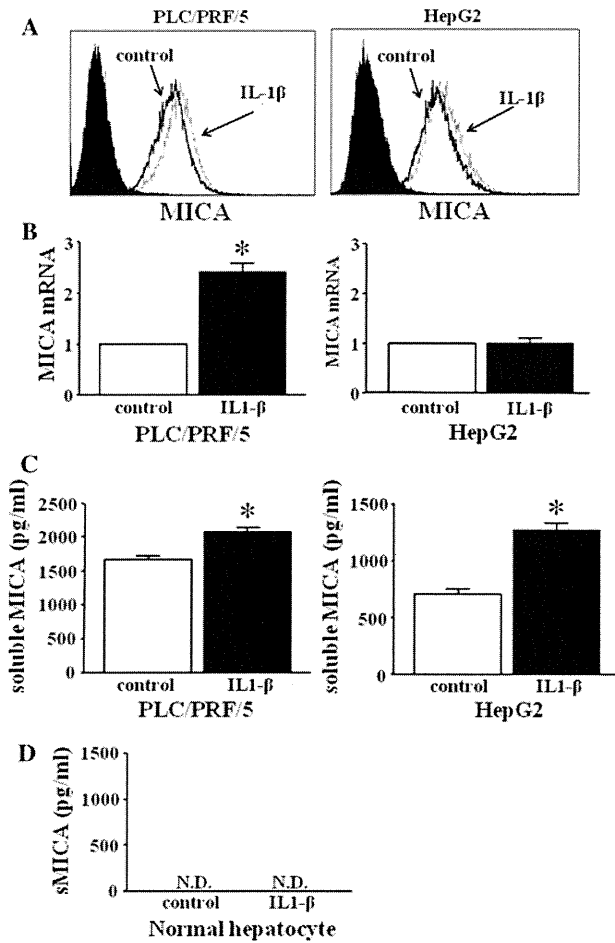 A
PLC/PRF/5
HepG2
control
IL-1β
control
IL-1β
MICA
MICA
B
MICA mRNA
3
2
1
0
control
IL1-β
*
PLC/PRF/5
MICA mRNA
3
2
1
0
control
IL1-β
HepG2
C
soluble MICA (pg/ml)
2500
2000
1500
1000
500
0
control
IL1-β
*
PLC/PRF/5
soluble MICA (pg/ml)
1500
1000
500
0
control
IL1-β
*
HepG2
D
sMICA (pg/ml)
1500
1000
500
0
N.D.
N.D.
control
IL1-β
Normal hepatocyte